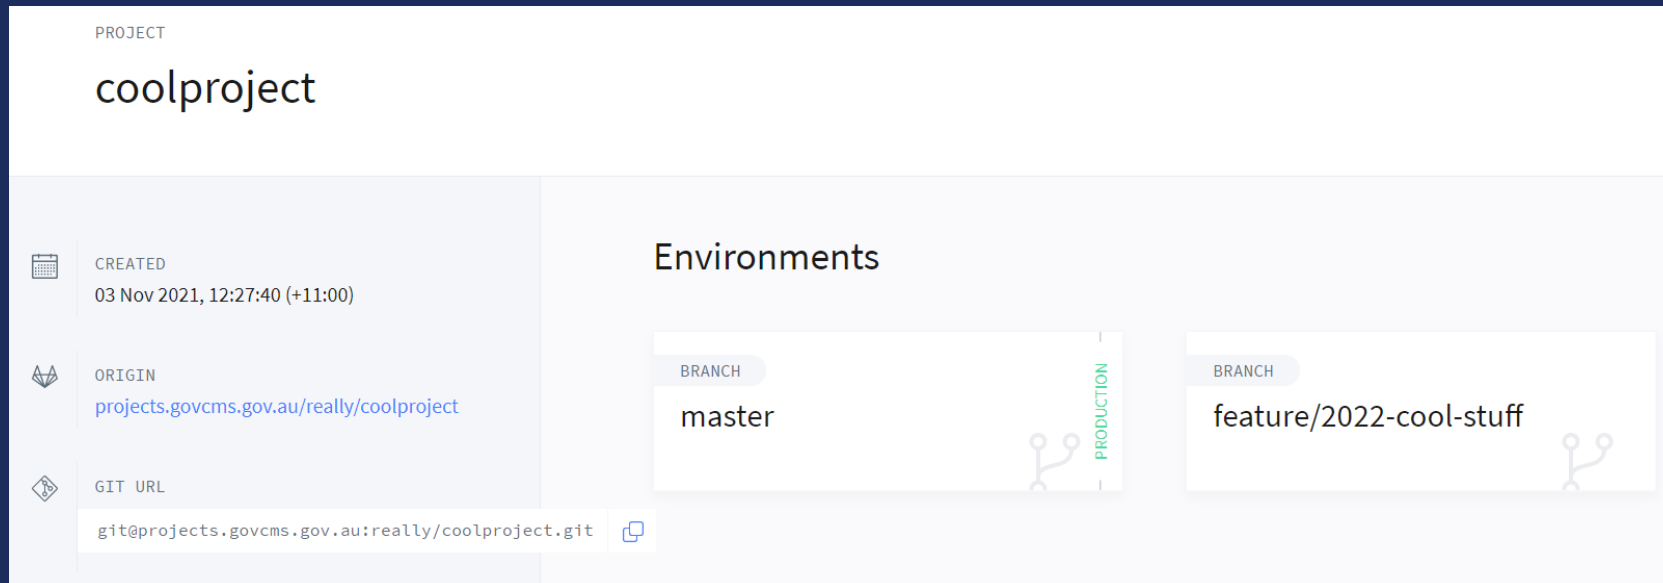 PROJECT
coolproject
CREATED
03 Nov 2021, 12:27:40 (+11:00)
ORIGIN
projects.govcms.gov.au/really/coolproject
GIT URL
git@projects.govcms.gov.au:really/coolproject.git
Environments
BRANCH
master
PRODUCTION
BRANCH
feature/2022-cool-stuff